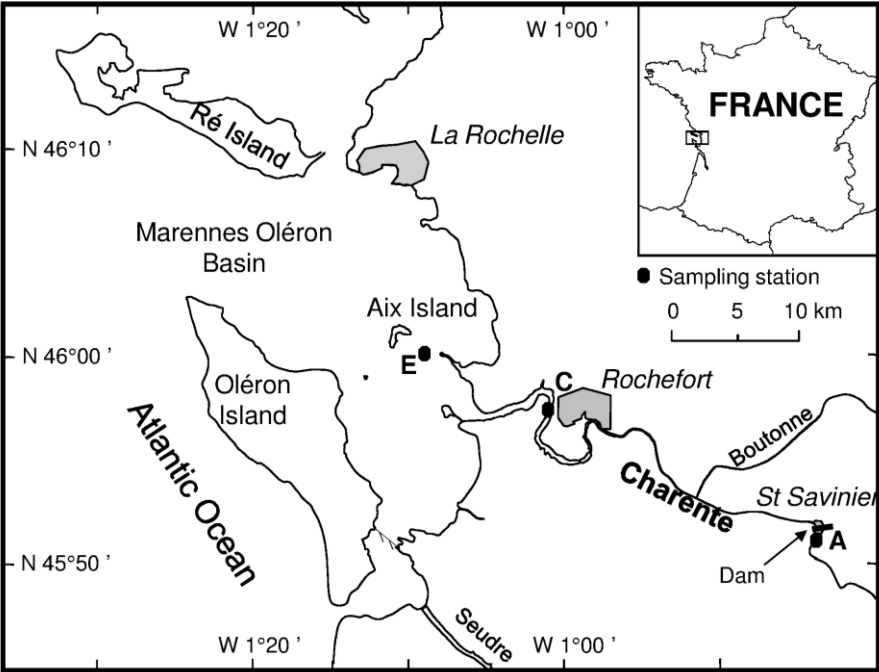 W 1°20 ’
W 1°00 ’
FRANCE
Ré Island
La Rochelle
N 46°10 ’
Marennes Oléron
Basin
Sampling station
0 5 10 km
Aix Island
N 46°00 ’
E
C
Rochefort
Oléron
Island
Boutonne
Atlantic Ocean
Charente
St Savinien
A
N 45°50 ’
Dam
Seudre
W 1°20 ’
W 1°00 ’